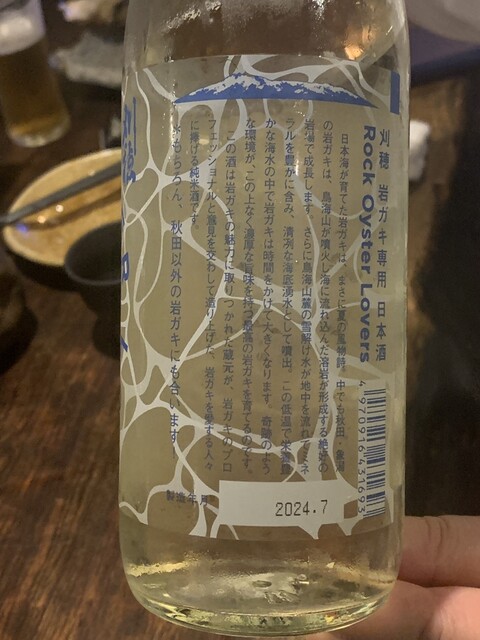 刈穂 岩ガキ専用 日本酒
Rock Oyster Lovers
日本海が育てた岩ガキは、まさに夏の風物詩。中でも秋田・象潟
の岩ガキは、鳥海山が噴火し海に流れ込んだ溶岩が形成する絶好の
岩場で成長します。さらに鳥海山麓の雪解け水が地中を流れてミネ
ラルを豊かに含み、清冽な海底湧水として噴出。この低温で栄養豊
かな海水の中で岩ガキは時間をかけて大きくなります。奇跡のよう
な環境が、この上なく濃厚な旨味を持つ最高の岩ガキを育てるのです。
この酒は岩ガキの魅力に取りつかれた蔵元が、岩ガキのプロ
フェッショナルと意見を交わして造り上げた、岩ガキを愛する人々
に捧げる純米酒です。
※もちろん、秋田以外の岩ガキにも合います
4970916431693
製造年月
2024.7